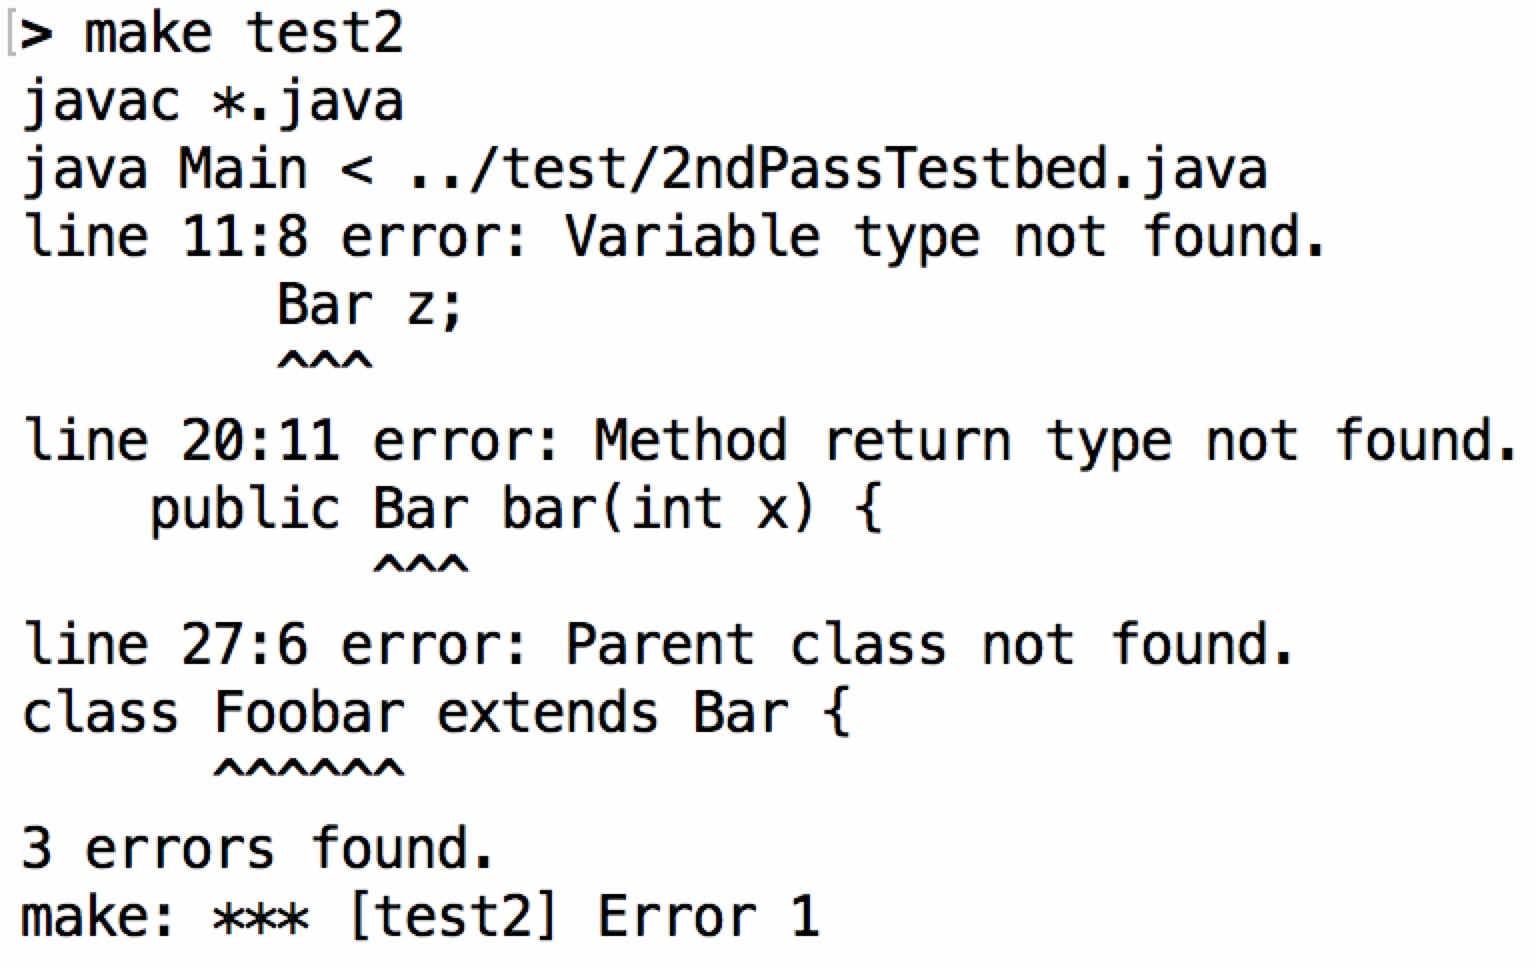 [> make test2
javac *.java
java Main < ../test/2ndPassTestbed.java
line 11:8 error: Variable type not found.
        Bar z;
        ^^^
line 20:11 error: Method return type not found.
    public Bar bar(int x) {
           ^^^
line 27:6 error: Parent class not found.
class Foobar extends Bar {
      ^^^^^^
3 errors found.
make: *** [test2] Error 1